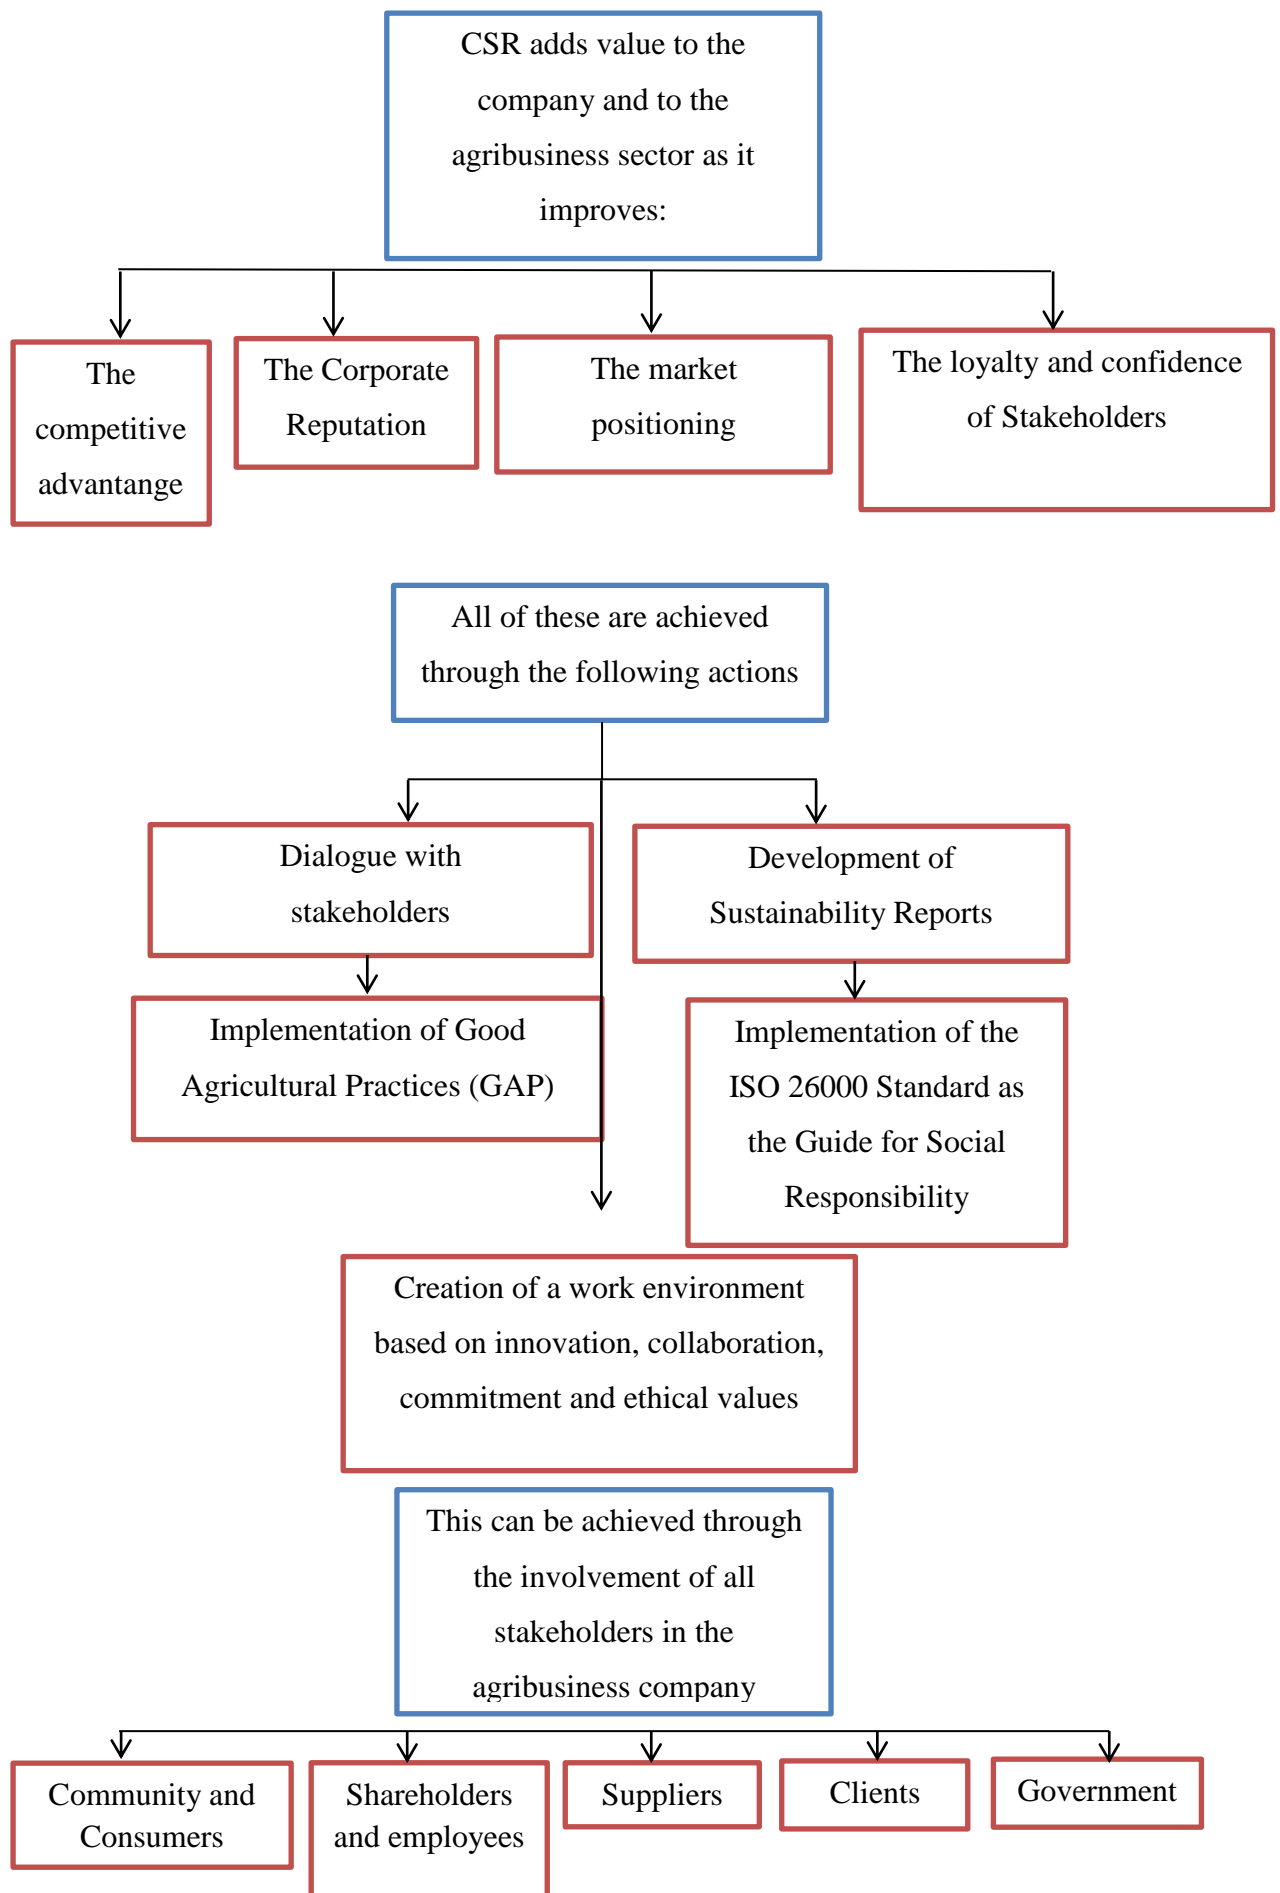 CSR adds value to the
company and to the
agribusiness sector as it
improves:
The
competitive
advantange
The Corporate
Reputation
The market
positioning
The loyalty and confidence
of Stakeholders
All of these are achieved
through the following actions
Dialogue with
stakeholders
Development of
Sustainability Reports
Implementation of Good
Agricultural Practices (GAP)
Implementation of the
ISO 26000 Standard as
the Guide for Social
Responsibility
Creation of a work environment
based on innovation, collaboration,
commitment and ethical values
This can be achieved through
the involvement of all
stakeholders in the
agribusiness company
Community and
Consumers
Shareholders
and employees
Suppliers
Clients
Government